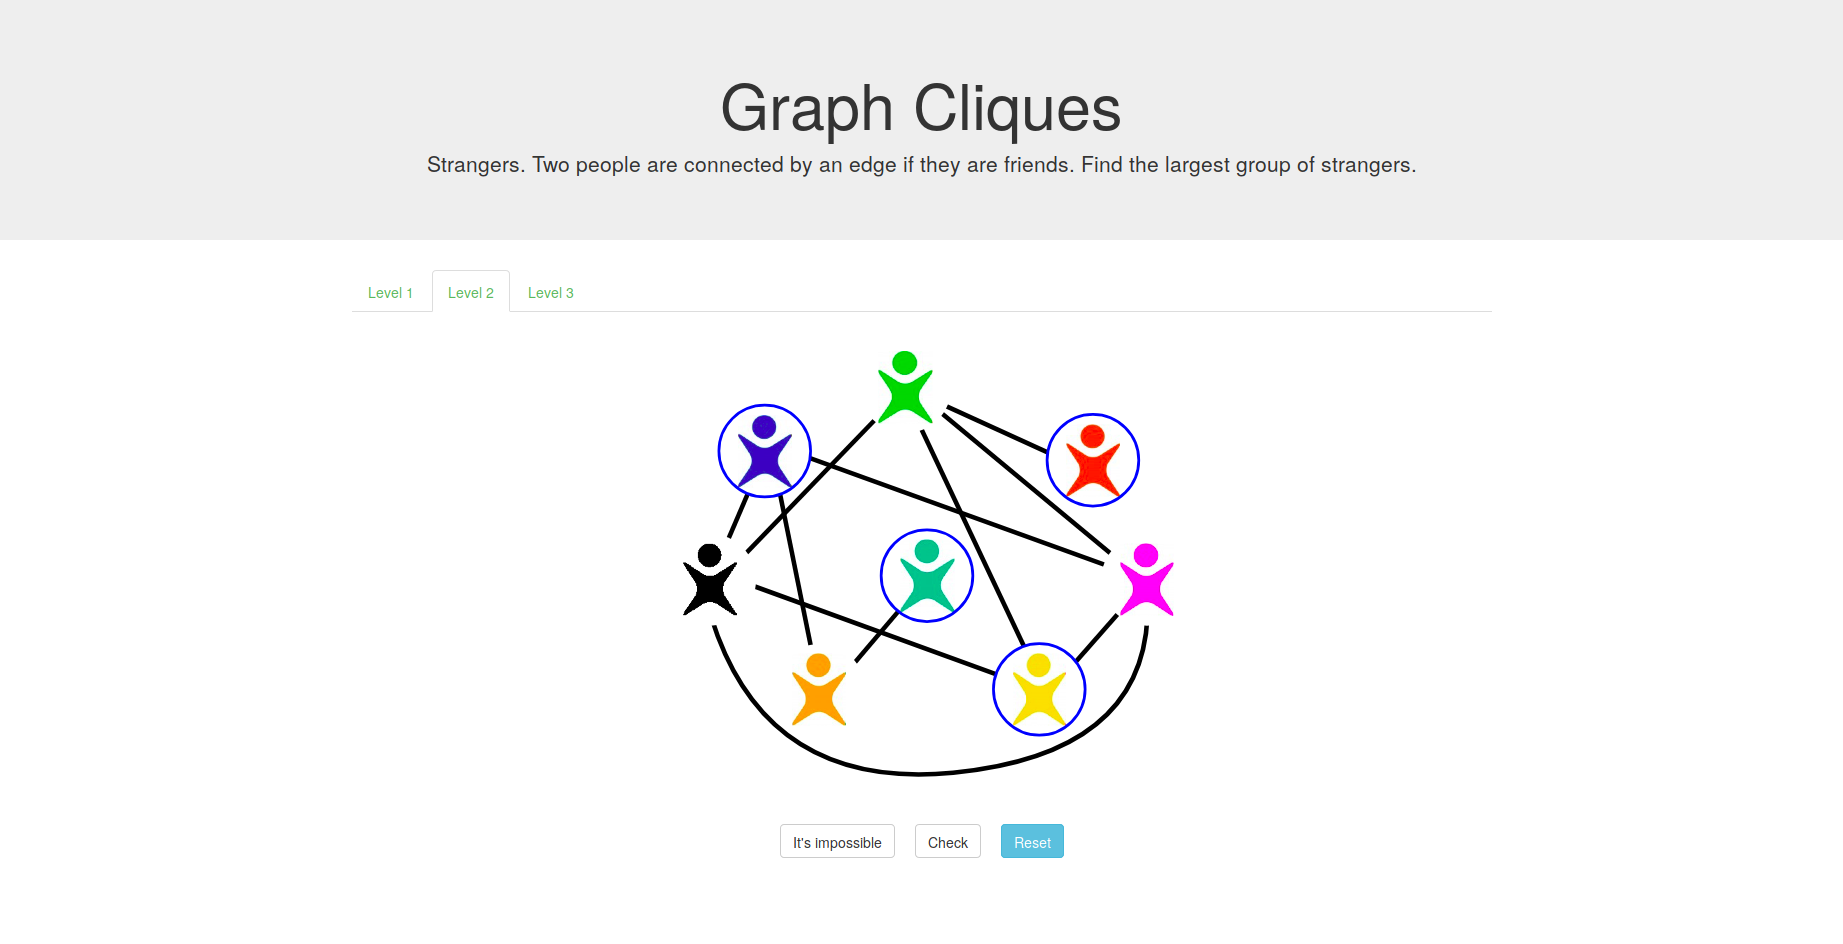 Graph Cliques
Strangers. Two people are connected by an edge if they are friends. Find the largest group of strangers.
Level 1 Level 2 Level 3
It's impossible Check Reset